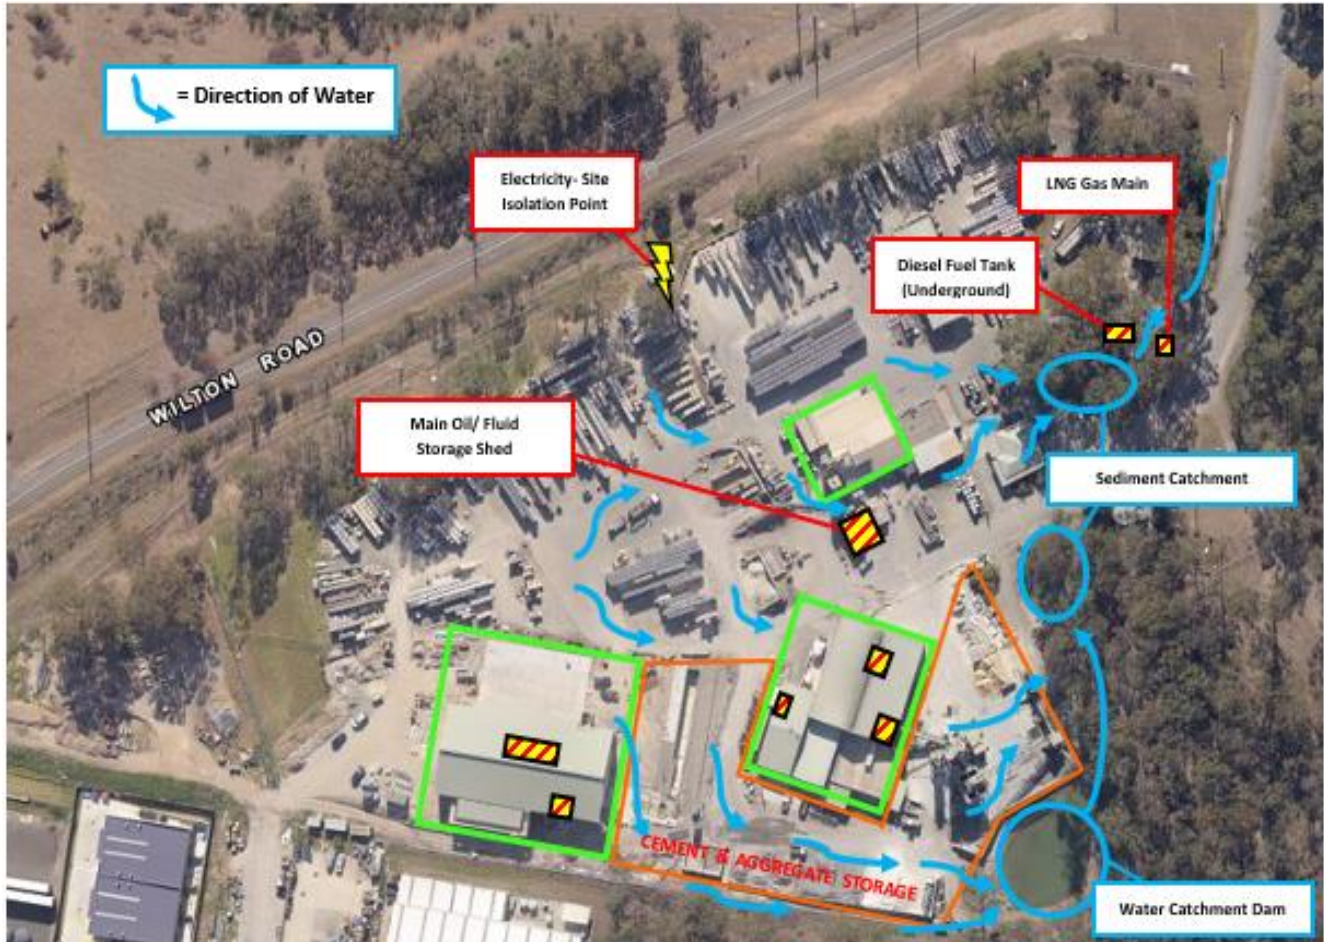 = Direction of Water
Electricity- Site
Isolation Point
LNG Gas Main
Diesel Fuel Tank
(Underground)
WILTON ROAD
Main Oil/ Fluid
Storage Shed
Sediment Catchment
CEMENT & AGGREGATE STORAGE
Water Catchment Dam